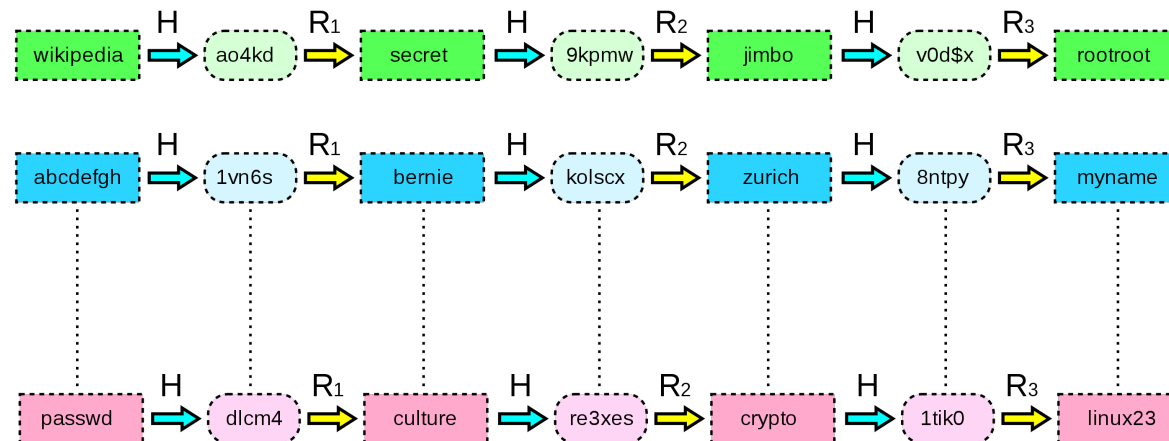 H R1 H R2 H R3
wikipedia ao4kd secret 9kpmw jimbo v0d$x rootroot
H R1 H R2 H R3
abcdefgh 1vn6s bernie kolscx zurich 8ntpy myname
H R1 H R2 H R3
passwd dlcm4 culture re3xes crypto 1tik0 linux23